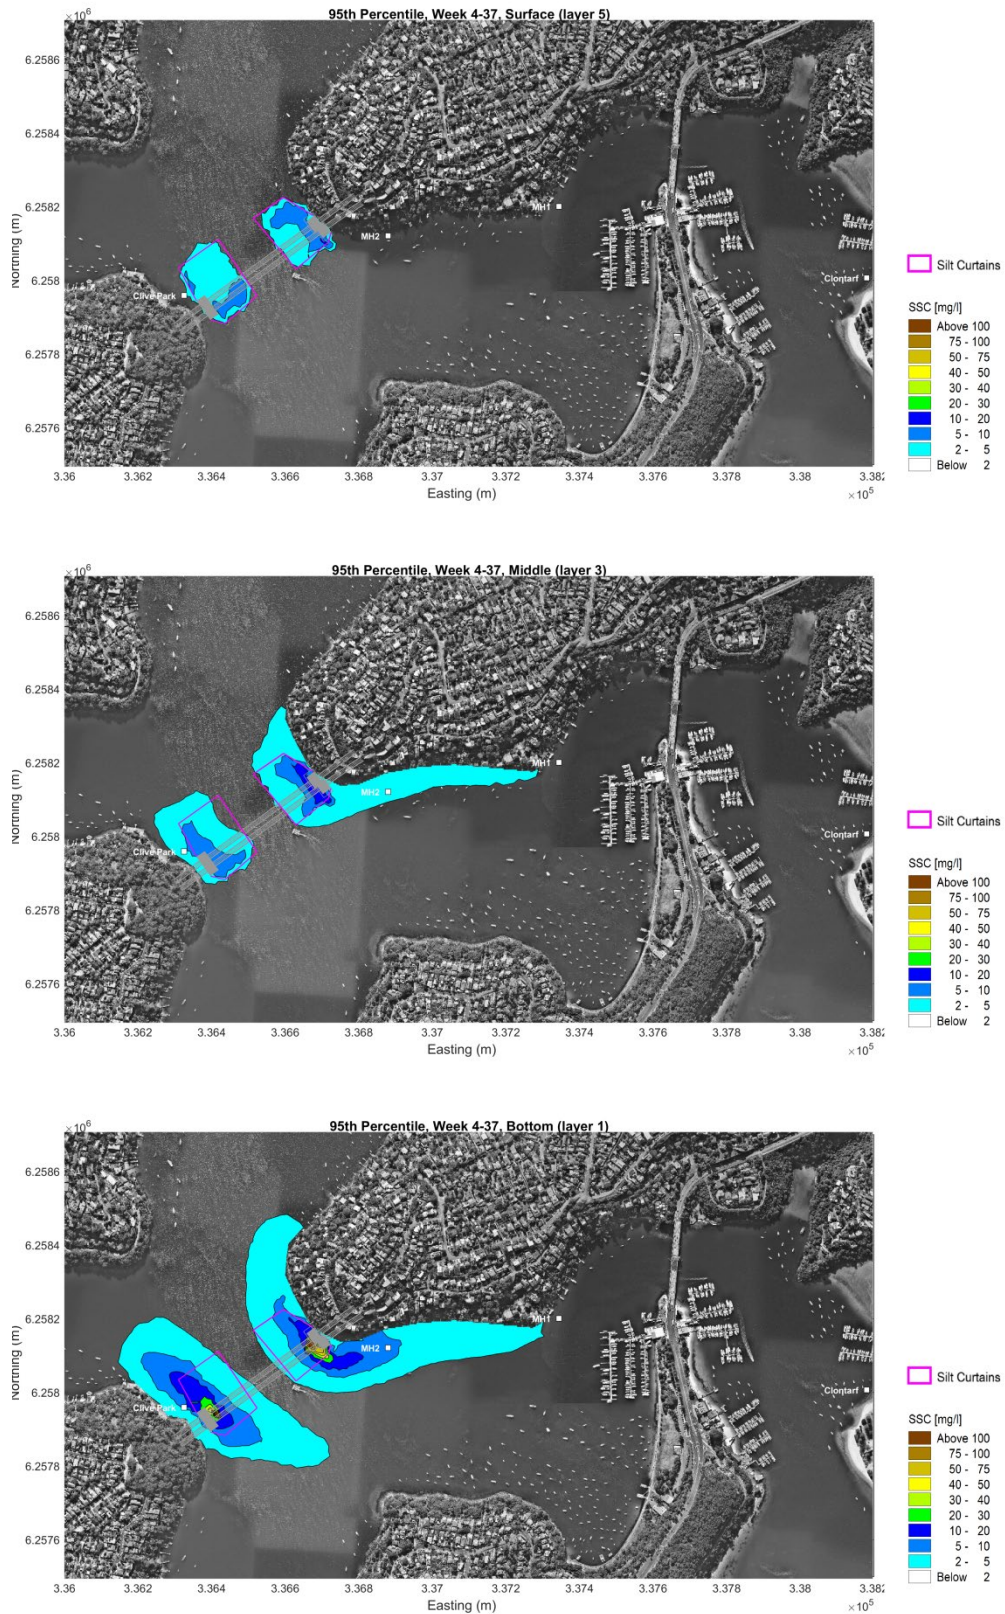 95th Percentile, Week 4-37, Surface (layer 5)
6.2586
6.2584
6.2582
6.258
6.2578
6.2576
Northing (m)
MH1
MH2
Clive Park
Clontarf
3.36 3.362 3.364 3.366 3.368 3.37 3.372 3.374 3.376 3.378 3.38 3.382
Easting (m)
×10⁵
Silt Curtains
SSC [mg/l]
Above 100
75 - 100
50 - 75
40 - 50
30 - 40
20 - 30
10 - 20
5 - 10
2 - 5
Below 2
×10⁶
95th Percentile, Week 4-37, Middle (layer 3)
6.2586
6.2584
6.2582
6.258
6.2578
6.2576
Northing (m)
MH1
MH2
Clive Park
Clontarf
3.36 3.362 3.364 3.366 3.368 3.37 3.372 3.374 3.376 3.378 3.38 3.382
Easting (m)
×10⁵
Silt Curtains
SSC [mg/l]
Above 100
75 - 100
50 - 75
40 - 50
30 - 40
20 - 30
10 - 20
5 - 10
2 - 5
Below 2
×10⁶
95th Percentile, Week 4-37, Bottom (layer 1)
6.2586
6.2584
6.2582
6.258
6.2578
6.2576
Northing (m)
MH1
MH2
Clive Park
Clontarf
3.36 3.362 3.364 3.366 3.368 3.37 3.372 3.374 3.376 3.378 3.38 3.382
Easting (m)
×10⁵
Silt Curtains
SSC [mg/l]
Above 100
75 - 100
50 - 75
40 - 50
30 - 40
20 - 30
10 - 20
5 - 10
2 - 5
Below 2